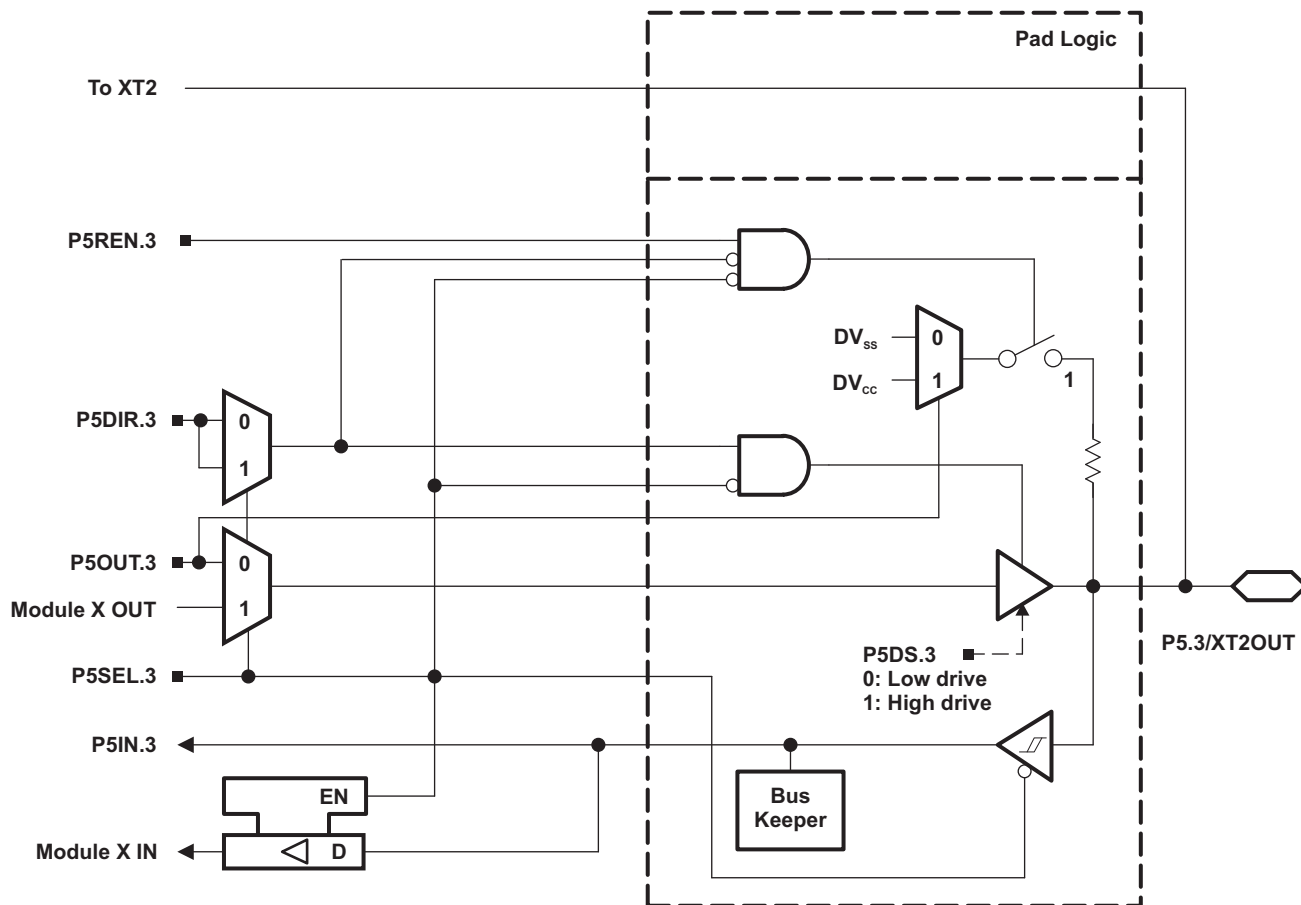 Pad Logic
To XT2
P5REN.3
DVSS
0
DVCC
1
1
P5DIR.3
0
1
P5OUT.3
0
Module X OUT
1
P5DS.3
0: Low drive
1: High drive
P5.3/XT2OUT
P5SEL.3
P5IN.3
Bus
Keeper
EN
Module X IN
D